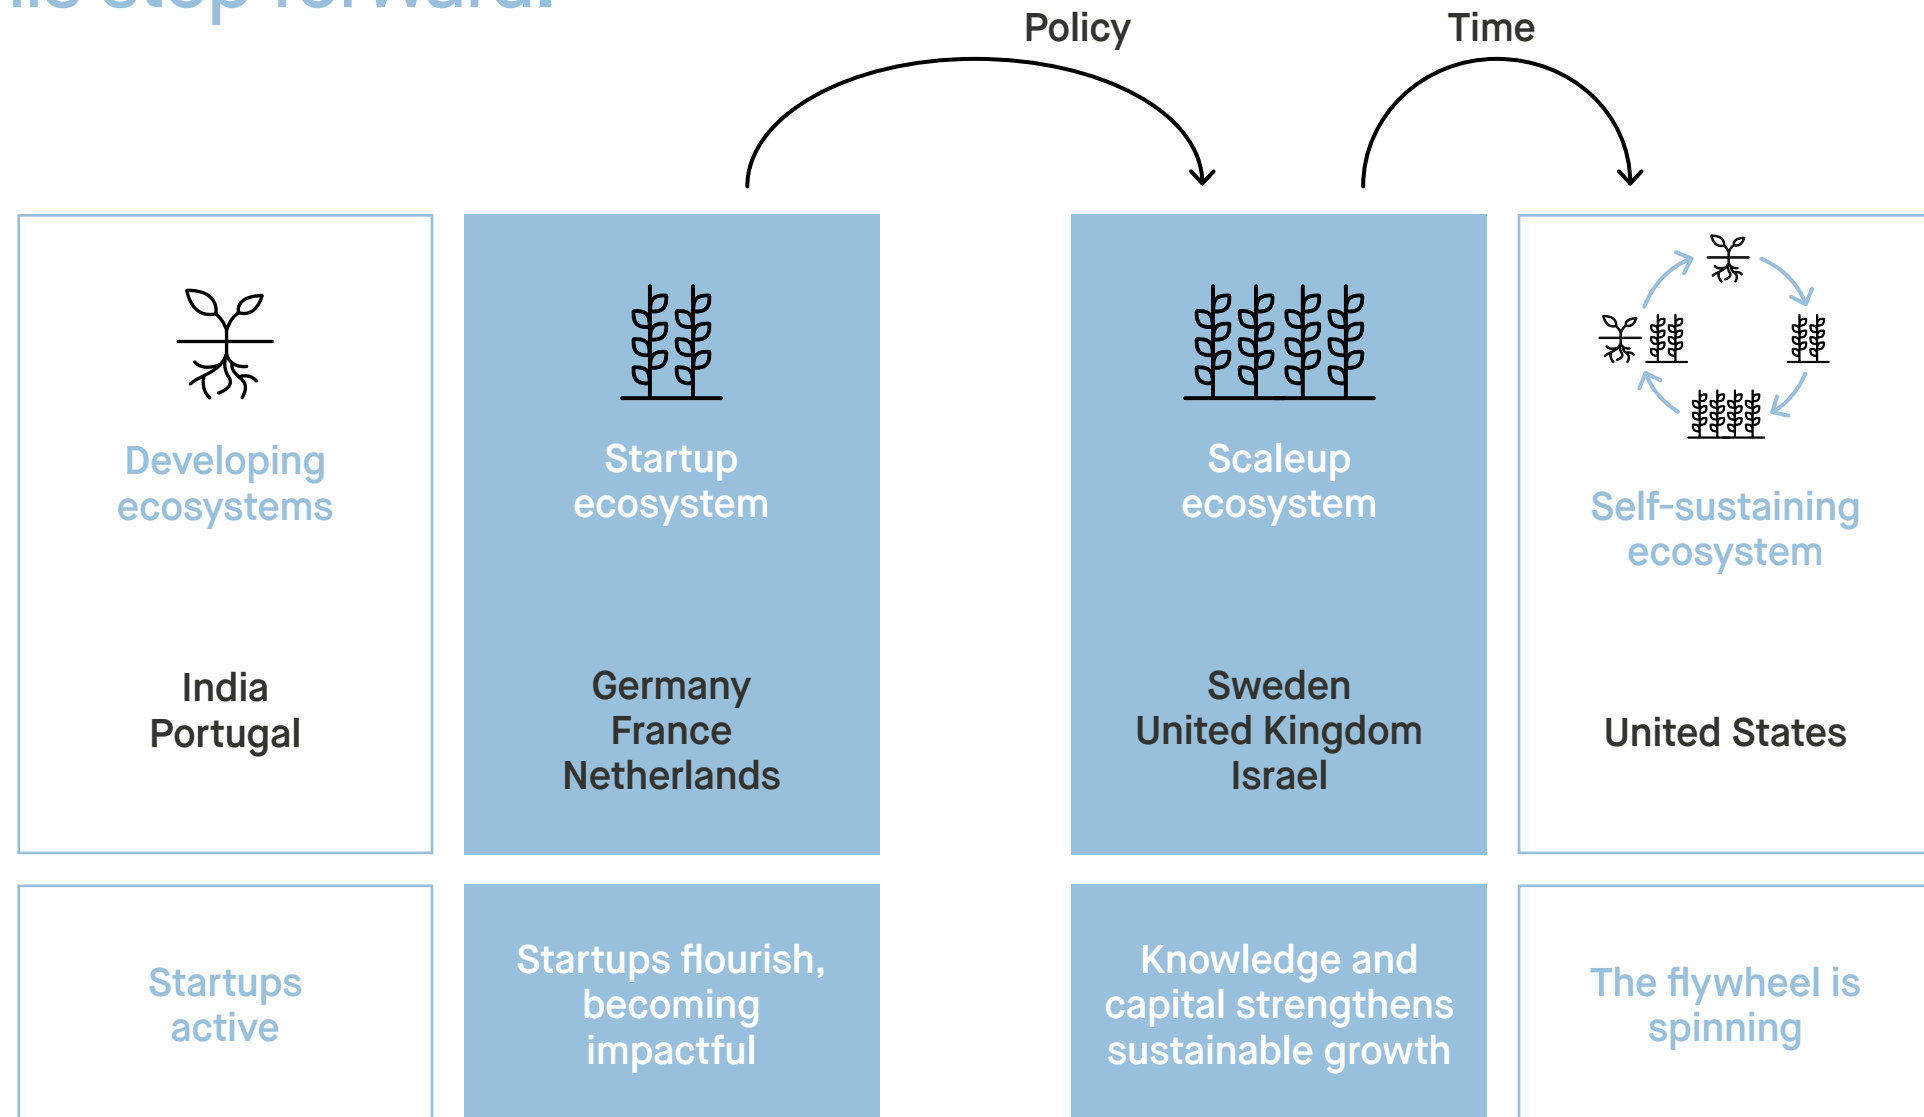 step forward.
Policy
Time
Developing
ecosystems
Startup
ecosystem
Scaleup
ecosystem
Self-sustaining
ecosystem
India
Portugal
Germany
France
Netherlands
Sweden
United Kingdom
Israel
United States
Startups
active
Startups flourish,
becoming
impactful
Knowledge and
capital strengthens
sustainable growth
The flywheel is
spinning